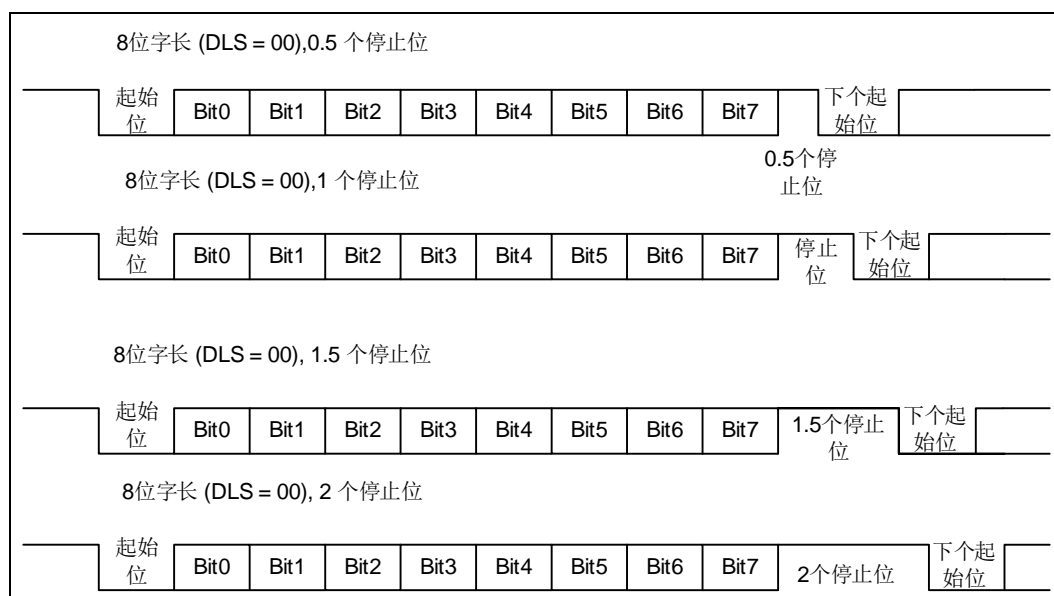 8位字长 (DLS = 00),0.5 个停止位
起始位 Bit0 Bit1 Bit2 Bit3 Bit4 Bit5 Bit6 Bit7 下个起始位
0.5个停止位
8位字长 (DLS = 00),1 个停止位
起始位 Bit0 Bit1 Bit2 Bit3 Bit4 Bit5 Bit6 Bit7 停止位 下个起始位
8位字长 (DLS = 00), 1.5 个停止位
起始位 Bit0 Bit1 Bit2 Bit3 Bit4 Bit5 Bit6 Bit7 1.5个停止位 下个起始位
8位字长 (DLS = 00), 2 个停止位
起始位 Bit0 Bit1 Bit2 Bit3 Bit4 Bit5 Bit6 Bit7 2个停止位 下个起始位